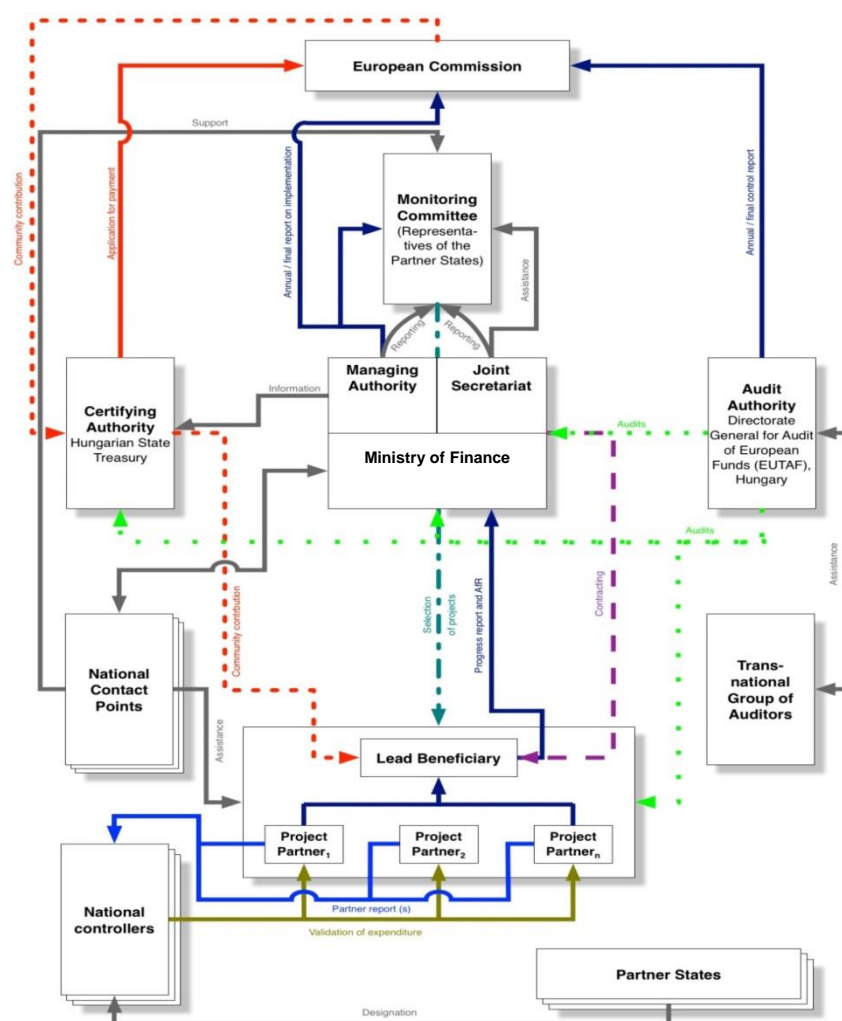 European Commission
Support
Community contribution
Application for payment
Annual / final report on implementation
Annual / final control report
Monitoring
Committee
(Representa-
tives of the
Partner States)
Assistance
Reporting
Reporting
Managing
Authority
Joint
Secretariat
Information
Certifying
Authority
Hungarian State
Treasury
Ministry of Finance
Audits
Audit
Authority
Directorate
General for Audit
of European
Funds (EUTAF),
Hungary
Audits
Community contribution
Selection
of projects
Progress report and AfR
Contracting
Assistance
National
Contact
Points
Assistance
Trans-
national
Group of
Auditors
Lead Beneficiary
Project
Partner1
Project
Partner2
Project
Partnern
National
controllers
Partner report (s)
Validation of expenditure
Partner States
Designation